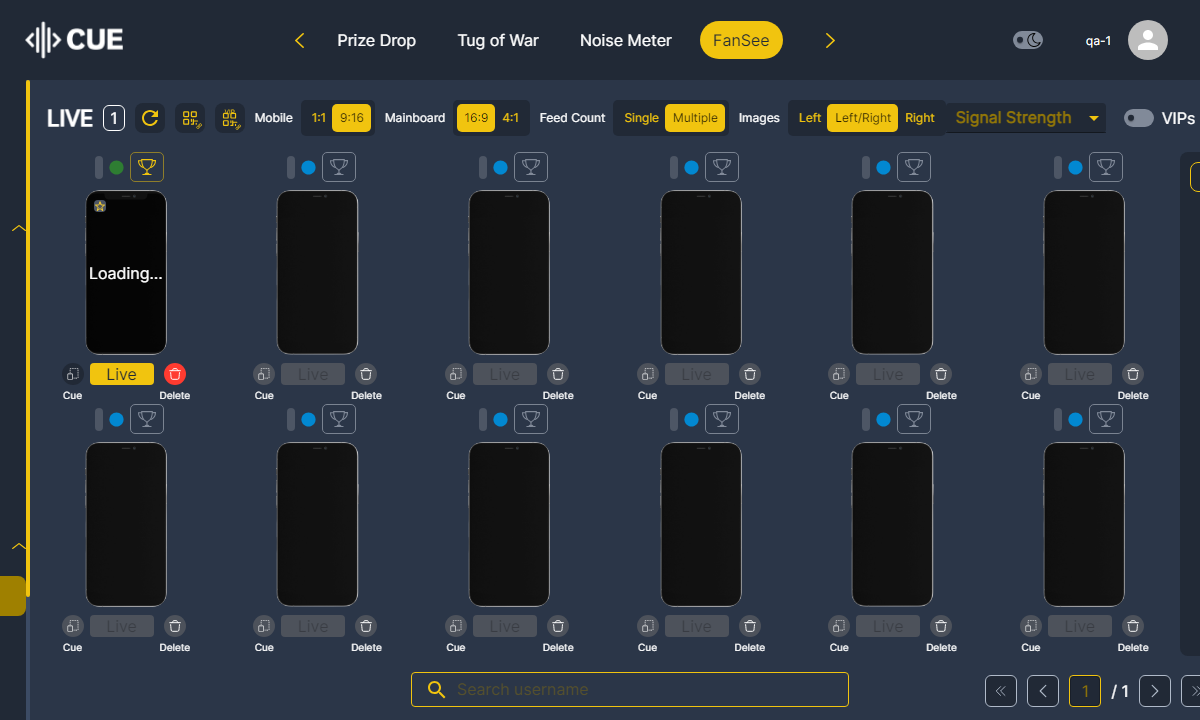 CUE
Prize Drop Tug of War Noise Meter FanSee
qa-1
LIVE 1 Mobile 1:1 9:16 Mainboard 16:9 4:1 Feed Count Single Multiple Images Left Left/Right Right Signal Strength VIPs
Loading...
Live Live Live Live Live Live
Cue Delete Cue Delete Cue Delete Cue Delete Cue Delete Cue Delete
Live Live Live Live Live Live
Cue Delete Cue Delete Cue Delete Cue Delete Cue Delete Cue Delete
Search username
1 / 1